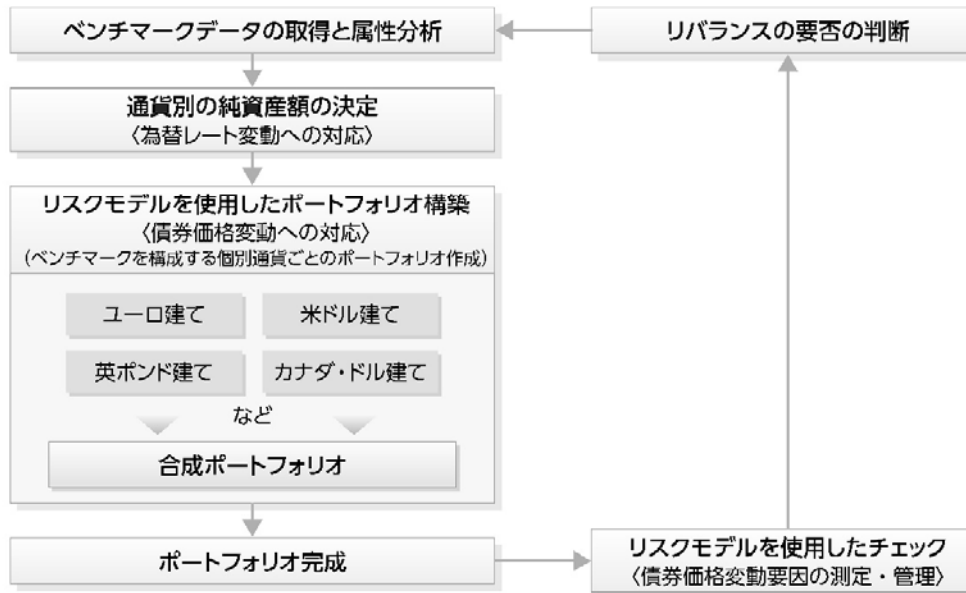 ベンチマークデータの取得と属性分析
リバランスの要否の判断
通貨別の純資産額の決定
〈為替レート変動への対応〉
リスクモデルを使用したポートフォリオ構築
〈債券価格変動への対応〉
(ベンチマークを構成する個別通貨ごとのポートフォリオ作成)
ユーロ建て
米ドル建て
英ポンド建て
カナダ・ドル建て
など
合成ポートフォリオ
ポートフォリオ完成
リスクモデルを使用したチェック
〈債券価格変動要因の測定・管理〉